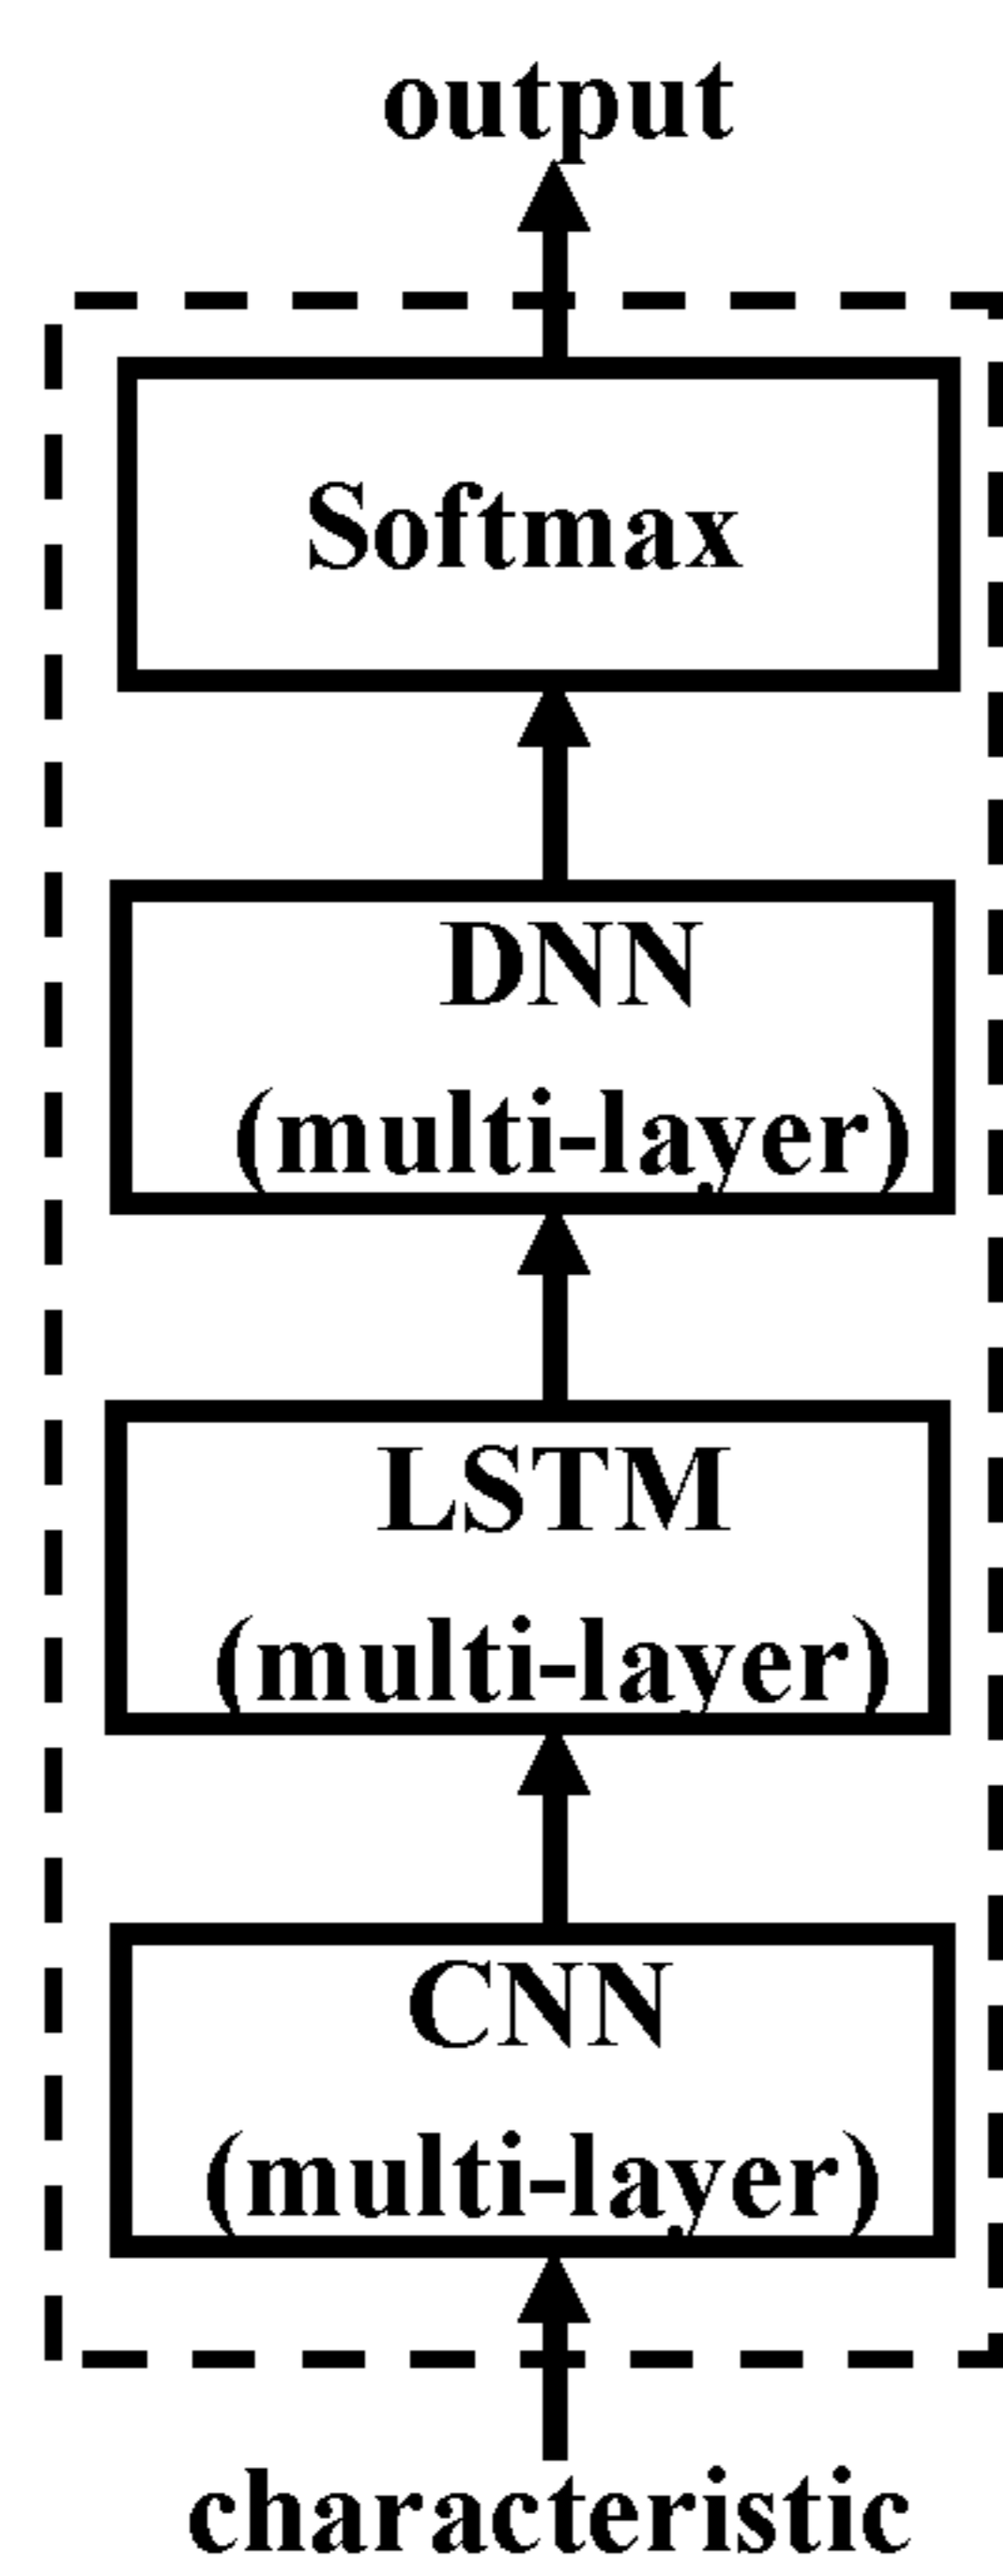 output
Softmax
DNN
(multi-layer)
LSTM
(multi-layer)
CNN
(multi-layer)
characteristic